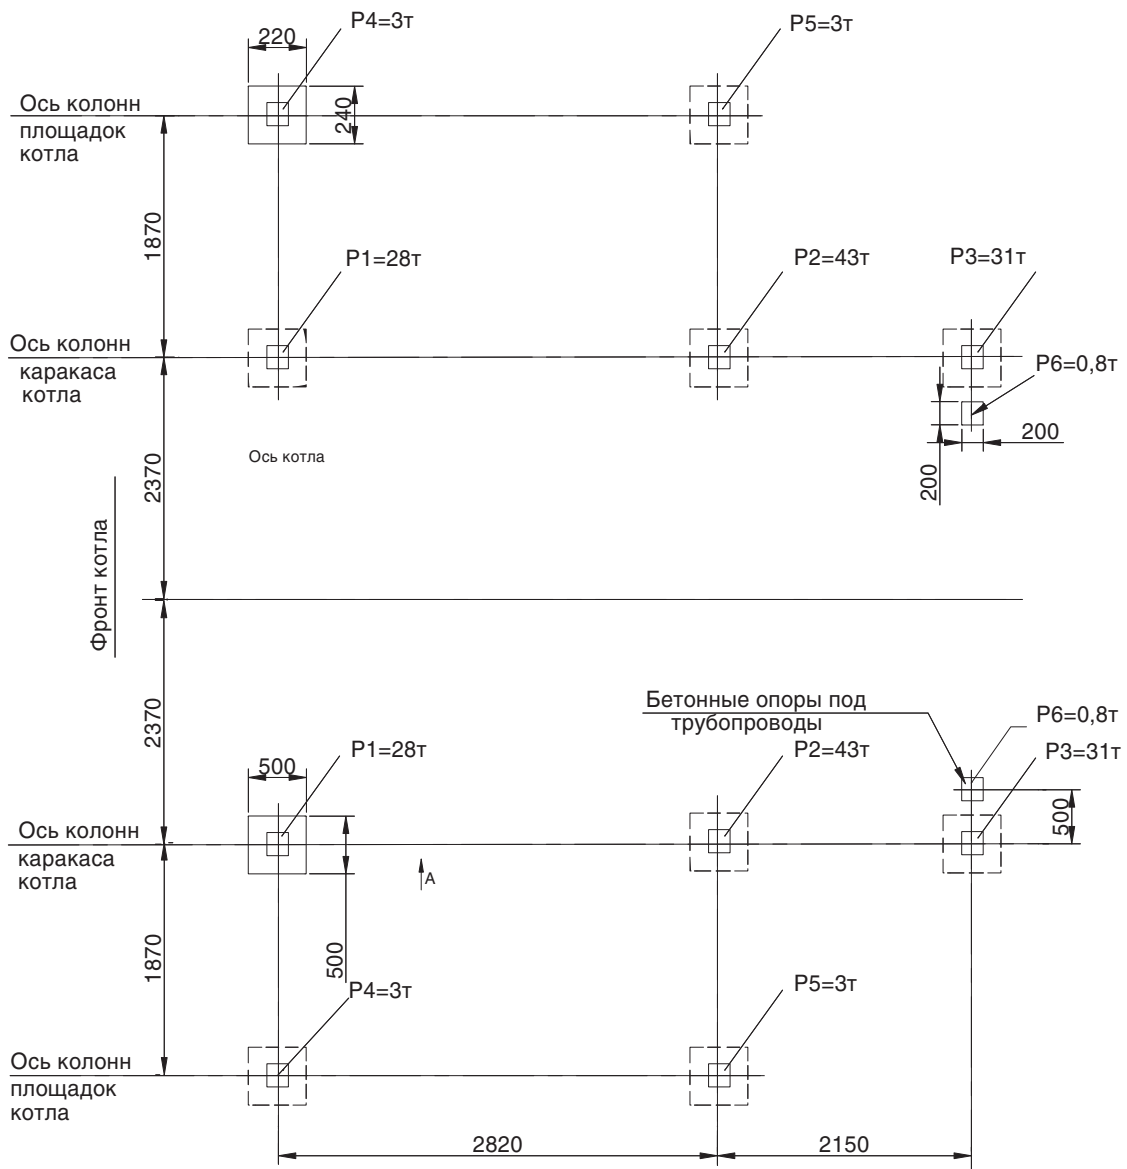 P4=3т
P5=3т
220
240
Ось колонн
площадок
котла
1870
P1=28т
P2=43т
P3=31т
Ось колонн
каракаса
котла
P6=0,8т
200
200
2370
Ось котла
Фронт котла
2370
Бетонные опоры под
трубопроводы
P6=0,8т
P1=28т
P2=43т
P3=31т
500
500
Ось колонн
каракаса
котла
А
1870
500
P4=3т
P5=3т
Ось колонн
площадок
котла
2820
2150